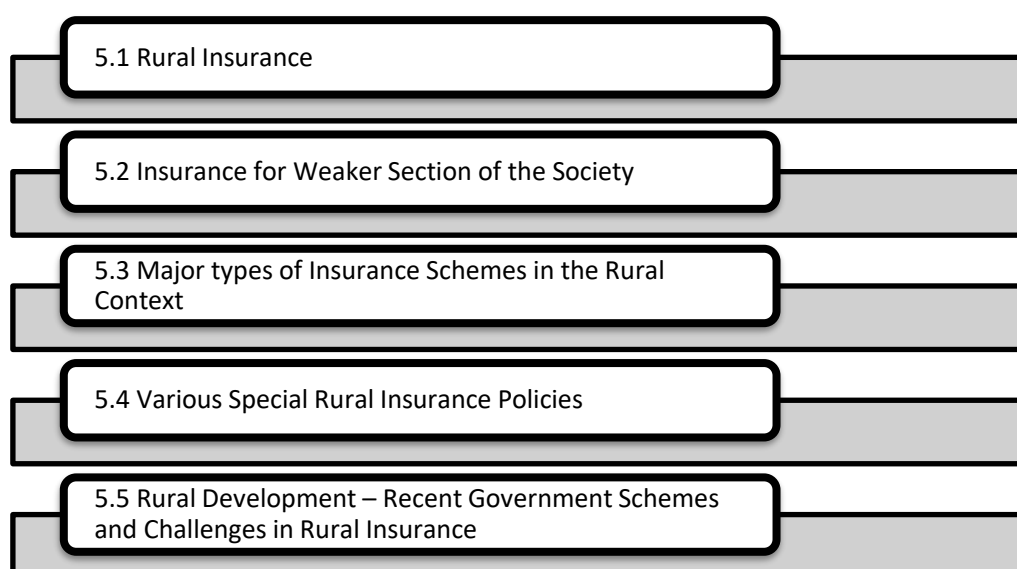 5.1 Rural Insurance
5.2 Insurance for Weaker Section of the Society
5.3 Major types of Insurance Schemes in the Rural
Context
5.4 Various Special Rural Insurance Policies
5.5 Rural Development – Recent Government Schemes
and Challenges in Rural Insurance